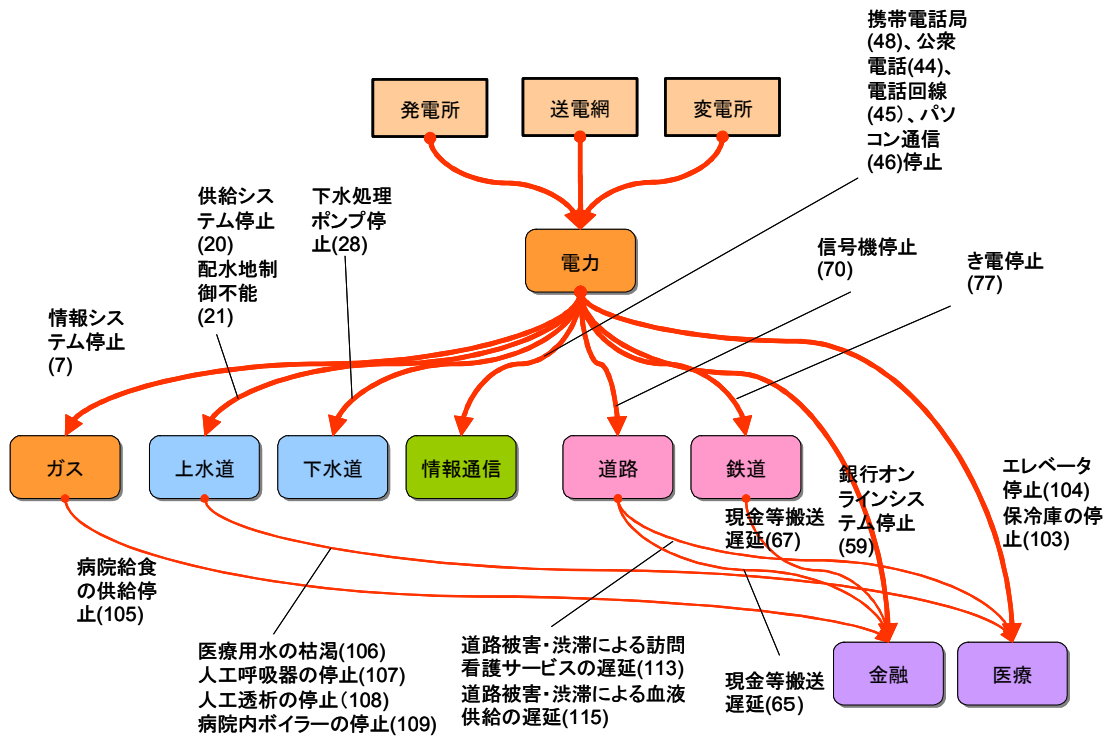 携帯電話局
(48)、公衆
電話(44)、
電話回線
(45)、パソ
コン通信
(46)停止
発電所
送電網
変電所
供給シス
テム停止
(20)
配水地制
御不能
(21)
下水処理
ポンプ停
止(28)
電力
信号機停止
(70)
き電停止
(77)
情報シス
テム停止
(7)
ガス
上水道
下水道
情報通信
道路
鉄道
銀行オン
ラインシス
テム停止
(59)
エレベータ
停止(104)
保冷庫の停
止(103)
現金等搬送
遅延(67)
病院給食
の供給停
止(105)
医療用水の枯渇(106)
人工呼吸器の停止(107)
人工透析の停止(108)
病院内ボイラーの停止(109)
道路被害・渋滞による訪問
看護サービスの遅延(113)
道路被害・渋滞による血液
供給の遅延(115)
現金等搬送
遅延(65)
金融
医療